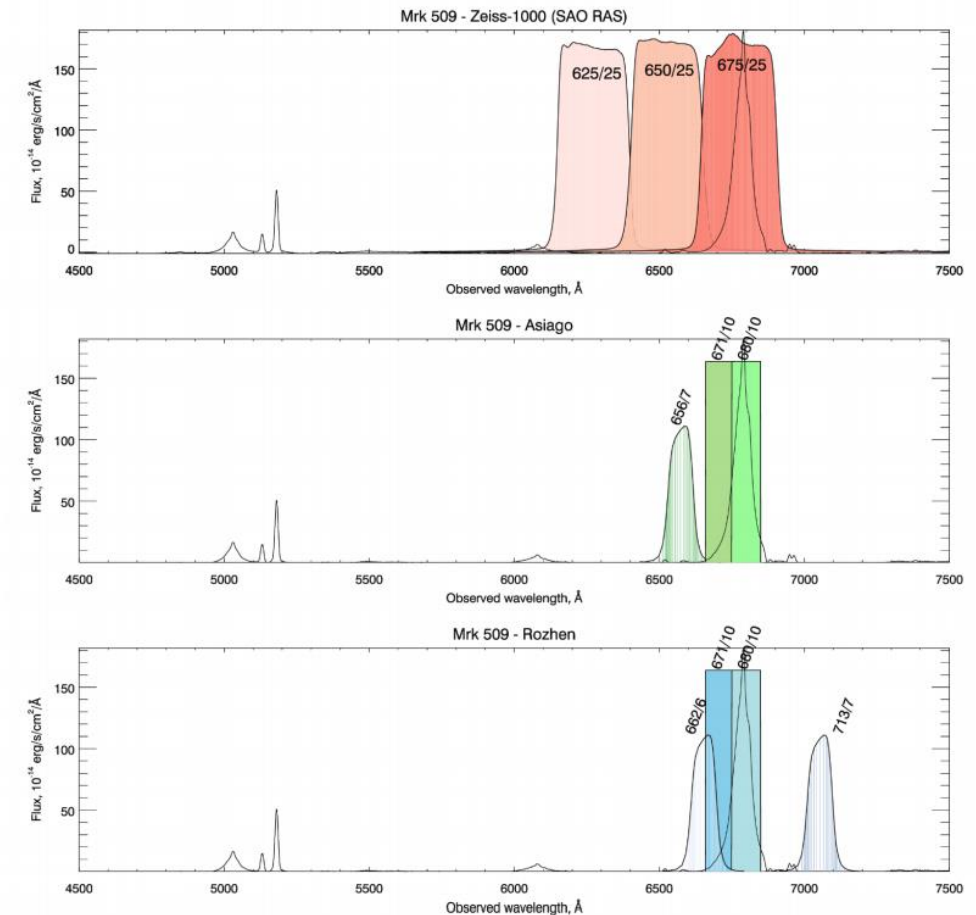 Mrk 509 - Zeiss-1000 (SAO RAS)
Flux, 10⁻¹⁴ erg/s/cm²/Å
150
100
50
0
625/25
650/25
675/25
4500 5000 5500 6000 6500 7000 7500
Observed wavelength, Å
Mrk 509 - Asiago
Flux, 10⁻¹⁴ erg/s/cm²/Å
150
100
50
656/7
671/10
680/10
4500 5000 5500 6000 6500 7000 7500
Observed wavelength, Å
Mrk 509 - Rozhen
Flux, 10⁻¹⁴ erg/s/cm²/Å
150
100
50
662/6
671/10
680/10
713/7
4500 5000 5500 6000 6500 7000 7500
Observed wavelength, Å